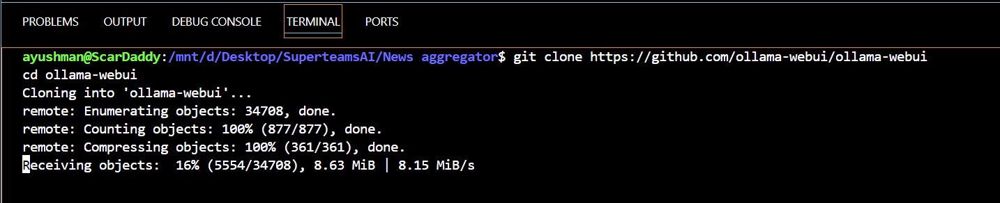 PROBLEMS OUTPUT DEBUG CONSOLE TERMINAL PORTS
ayushman@ScarDaddy:/mnt/d/Desktop/SuperteamsAI/News aggregator$ git clone https://github.com/ollama-webui/ollama-webui
cd ollama-webui
Cloning into 'ollama-webui'...
remote: Enumerating objects: 34708, done.
remote: Counting objects: 100% (877/877), done.
remote: Compressing objects: 100% (361/361), done.
Receiving objects:  16% (5554/34708), 8.63 MiB | 8.15 MiB/s